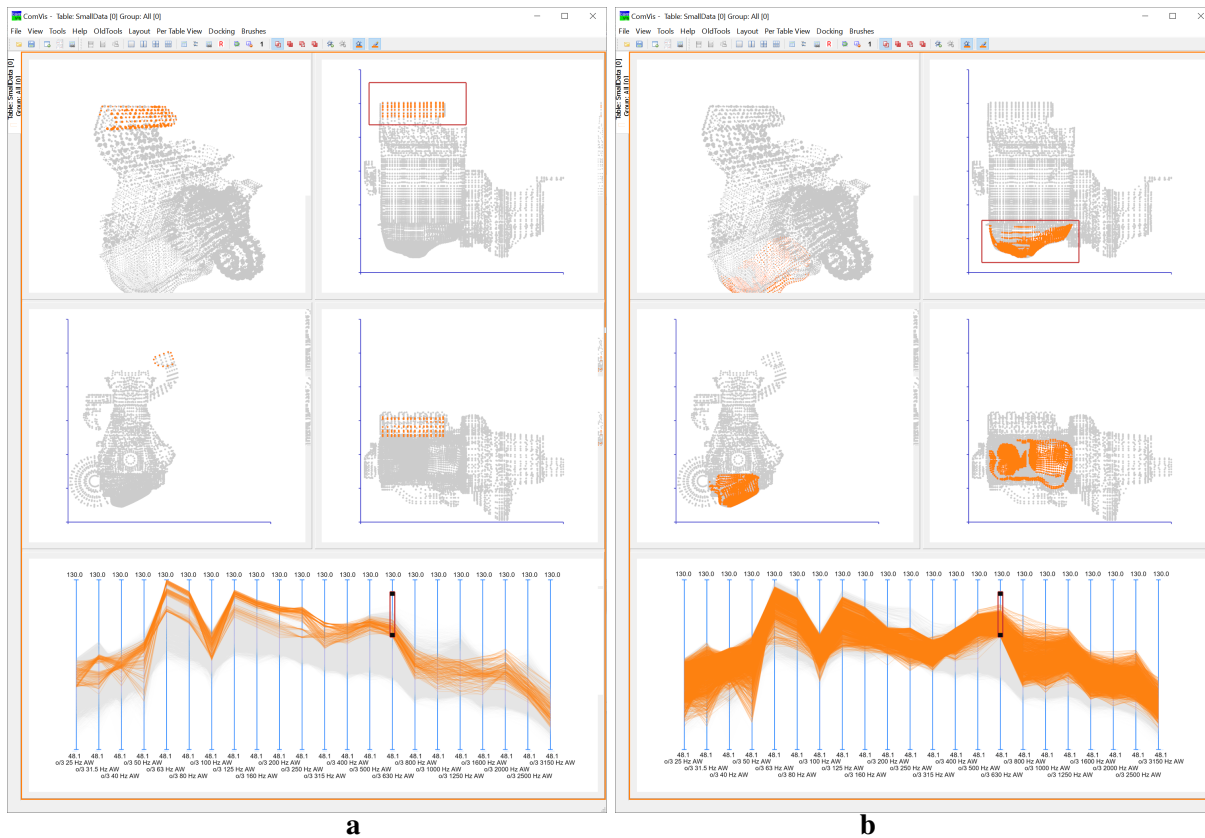 ComVis - Table: SmallData [0] Group: All [0]
File View Tools Help OldTools Layout Per Table View Docking Brushes
R 1
Table: SmallData [0]
Group: All [0]
130.0 130.0 130.0 130.0 130.0 130.0 130.0 130.0 130.0 130.0 130.0
130.0 130.0 130.0 130.0 130.0 130.0 130.0 130.0 130.0 130.0 130.0
48.1 48.1 48.1 48.1 48.1 48.1 48.1 48.1 48.1 48.1 48.1
48.1 48.1 48.1 48.1 48.1 48.1 48.1 48.1 48.1 48.1 48.1
o/3 25 Hz AW o/3 50 Hz AW o/3 100 Hz AW o/3 200 Hz AW o/3 400 Hz AW o/3 800 Hz AW o/3 1600 Hz AW o/3 3150 Hz AW
o/3 31.5 Hz AW o/3 63 Hz AW o/3 125 Hz AW o/3 250 Hz AW o/3 500 Hz AW o/3 1000 Hz AW o/3 2000 Hz AW
o/3 40 Hz AW o/3 80 Hz AW o/3 160 Hz AW o/3 315 Hz AW o/3 630 Hz AW o/3 1250 Hz AW o/3 2500 Hz AW
a
ComVis - Table: SmallData [0] Group: All [0]
File View Tools Help OldTools Layout Per Table View Docking Brushes
R 1
Table: SmallData [0]
Group: All [0]
130.0 130.0 130.0 130.0 130.0 130.0 130.0 130.0 130.0 130.0 130.0
130.0 130.0 130.0 130.0 130.0 130.0 130.0 130.0 130.0 130.0 130.0
48.1 48.1 48.1 48.1 48.1 48.1 48.1 48.1 48.1 48.1 48.1
48.1 48.1 48.1 48.1 48.1 48.1 48.1 48.1 48.1 48.1 48.1
o/3 25 Hz AW o/3 50 Hz AW o/3 100 Hz AW o/3 200 Hz AW o/3 400 Hz AW o/3 800 Hz AW o/3 1600 Hz AW o/3 3150 Hz AW
o/3 31.5 Hz AW o/3 63 Hz AW o/3 125 Hz AW o/3 250 Hz AW o/3 500 Hz AW o/3 1000 Hz AW o/3 2000 Hz AW
o/3 40 Hz AW o/3 80 Hz AW o/3 160 Hz AW o/3 315 Hz AW o/3 630 Hz AW o/3 1250 Hz AW o/3 2500 Hz AW
b